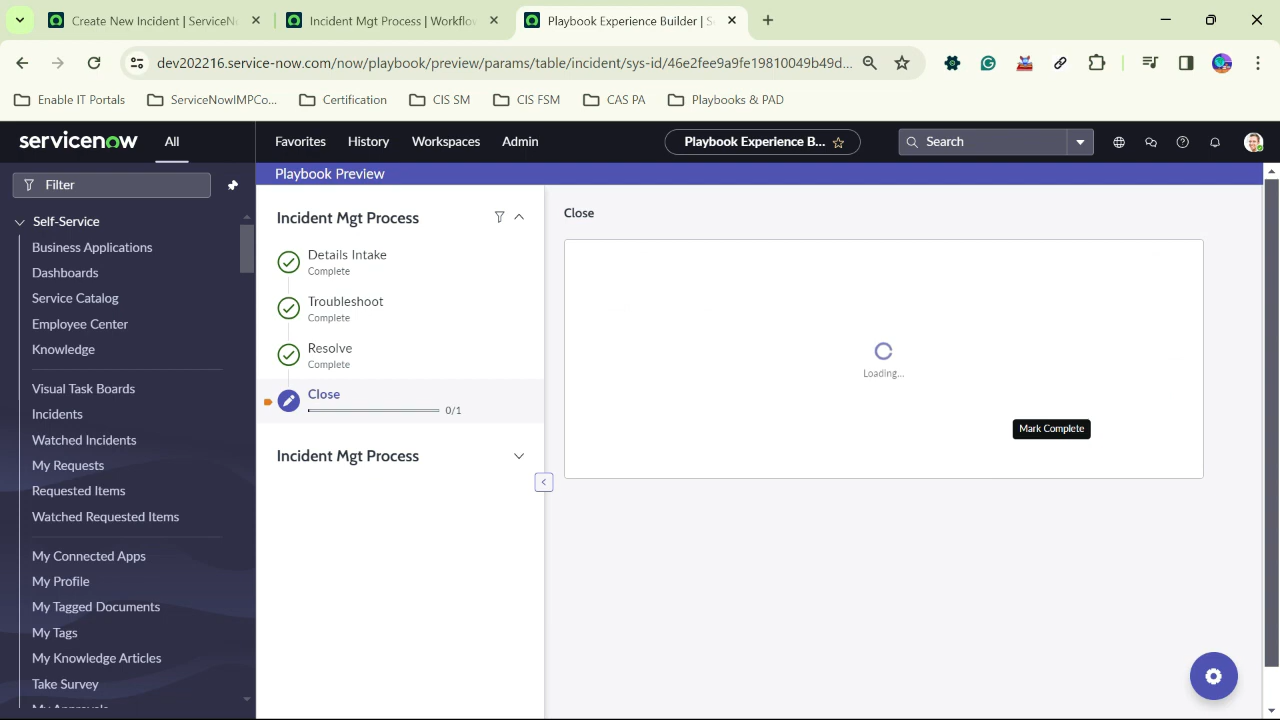 Create New Incident | ServiceNe
Incident Mgt Process | Workflow
Playbook Experience Builder | Se
dev202216.service-now.com/now/playbook/preview/params/table/incident/sys-id/46e2fee9a9fe19810049b49d...
Enable IT Portals
ServiceNowIMPCo...
Certification
CIS SM
CIS FSM
CAS PA
Playbooks & PAD
servicenow
All
Favorites
History
Workspaces
Admin
Playbook Experience B...
Search
Filter
Playbook Preview
Self-Service
Business Applications
Dashboards
Service Catalog
Employee Center
Knowledge
Visual Task Boards
Incidents
Watched Incidents
My Requests
Requested Items
Watched Requested Items
My Connected Apps
My Profile
My Tagged Documents
My Tags
My Knowledge Articles
Take Survey
My Approvals
Incident Mgt Process
Details Intake
Complete
Troubleshoot
Complete
Resolve
Complete
Close
0/1
Incident Mgt Process
Close
Loading...
Mark Complete